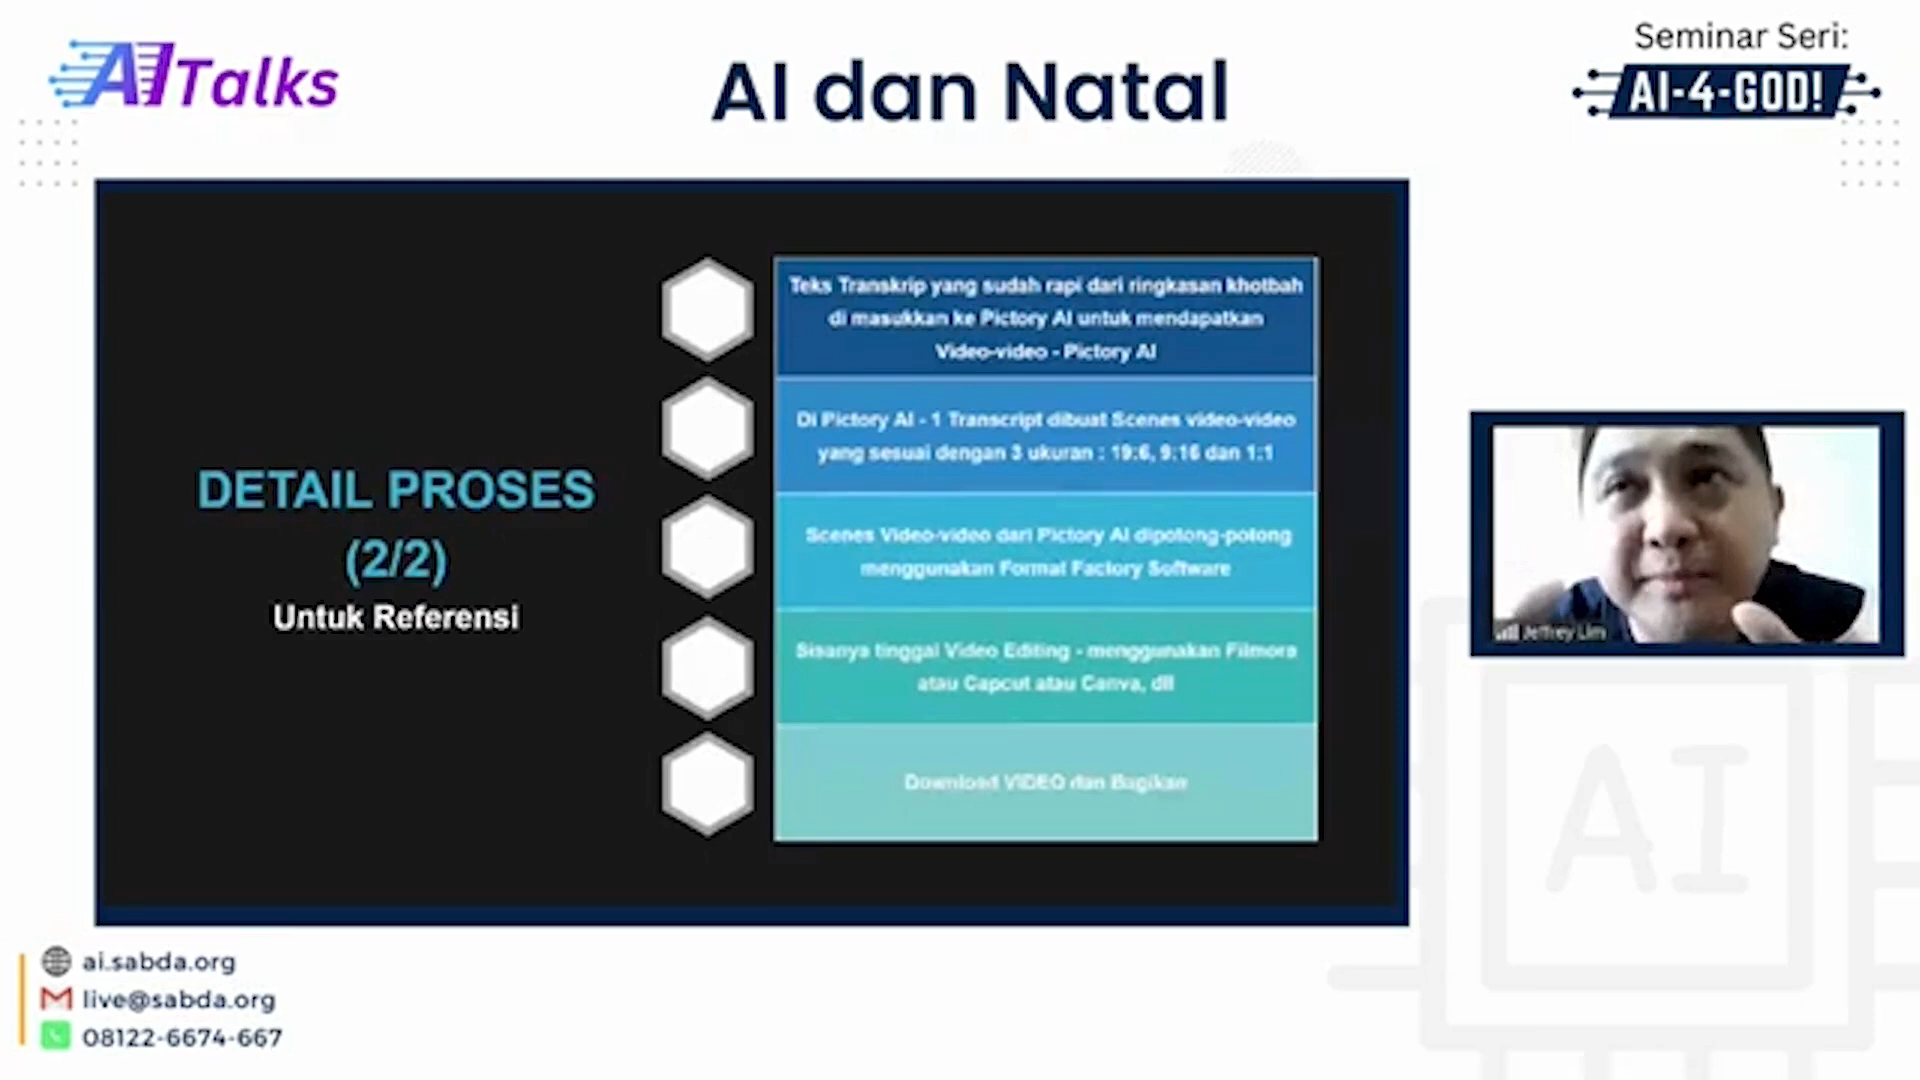 AI Talks
AI dan Natal
Seminar Seri:
AI-4-GOD!
DETAIL PROSES
(2/2)
Untuk Referensi
Teks Transkrip yang sudah rapi dari ringkasan khotbah
di masukkan ke Pictory AI untuk mendapatkan
Video-video - Pictory AI
Di Pictory AI - 1 Transcript dibuat Scenes video-video
yang sesuai dengan 3 ukuran : 19:6, 9:16 dan 1:1
Scenes Video-video dari Pictory AI dipotong-potong
menggunakan Format Factory Software
Sisanya tinggal Video Editing - menggunakan Filmora
atau Capcut atau Canva, dll
Download VIDEO dan Bagikan
Jeffrey Lim
AI
ai.sabda.org
live@sabda.org
08122-6674-667